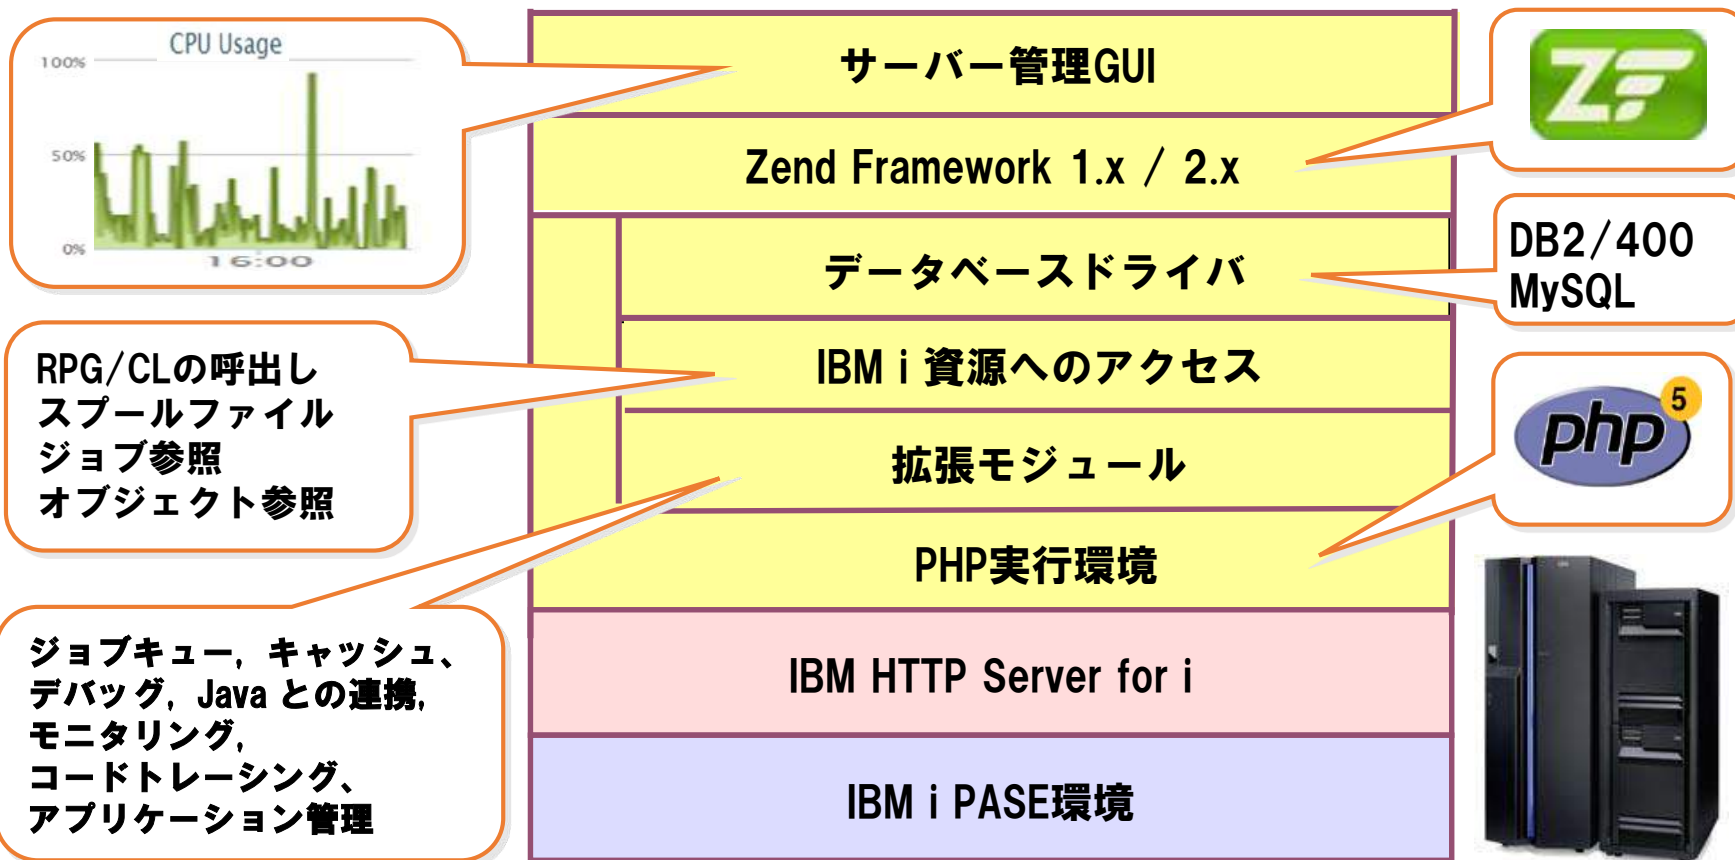 CPU Usage
100%
50%
0%
16:00
サーバー管理GUI
Zend Framework 1.x / 2.x
データベースドライバ
IBM i 資源へのアクセス
拡張モジュール
PHP実行環境
IBM HTTP Server for i
IBM i PASE環境
RPG/CLの呼出し
スプールファイル
ジョブ参照
オブジェクト参照
ジョブキュー, キャッシュ、
デバッグ, Java との連携,
モニタリング,
コードトレーシング、
アプリケーション管理
ZF
DB2/400
MySQL
php 5